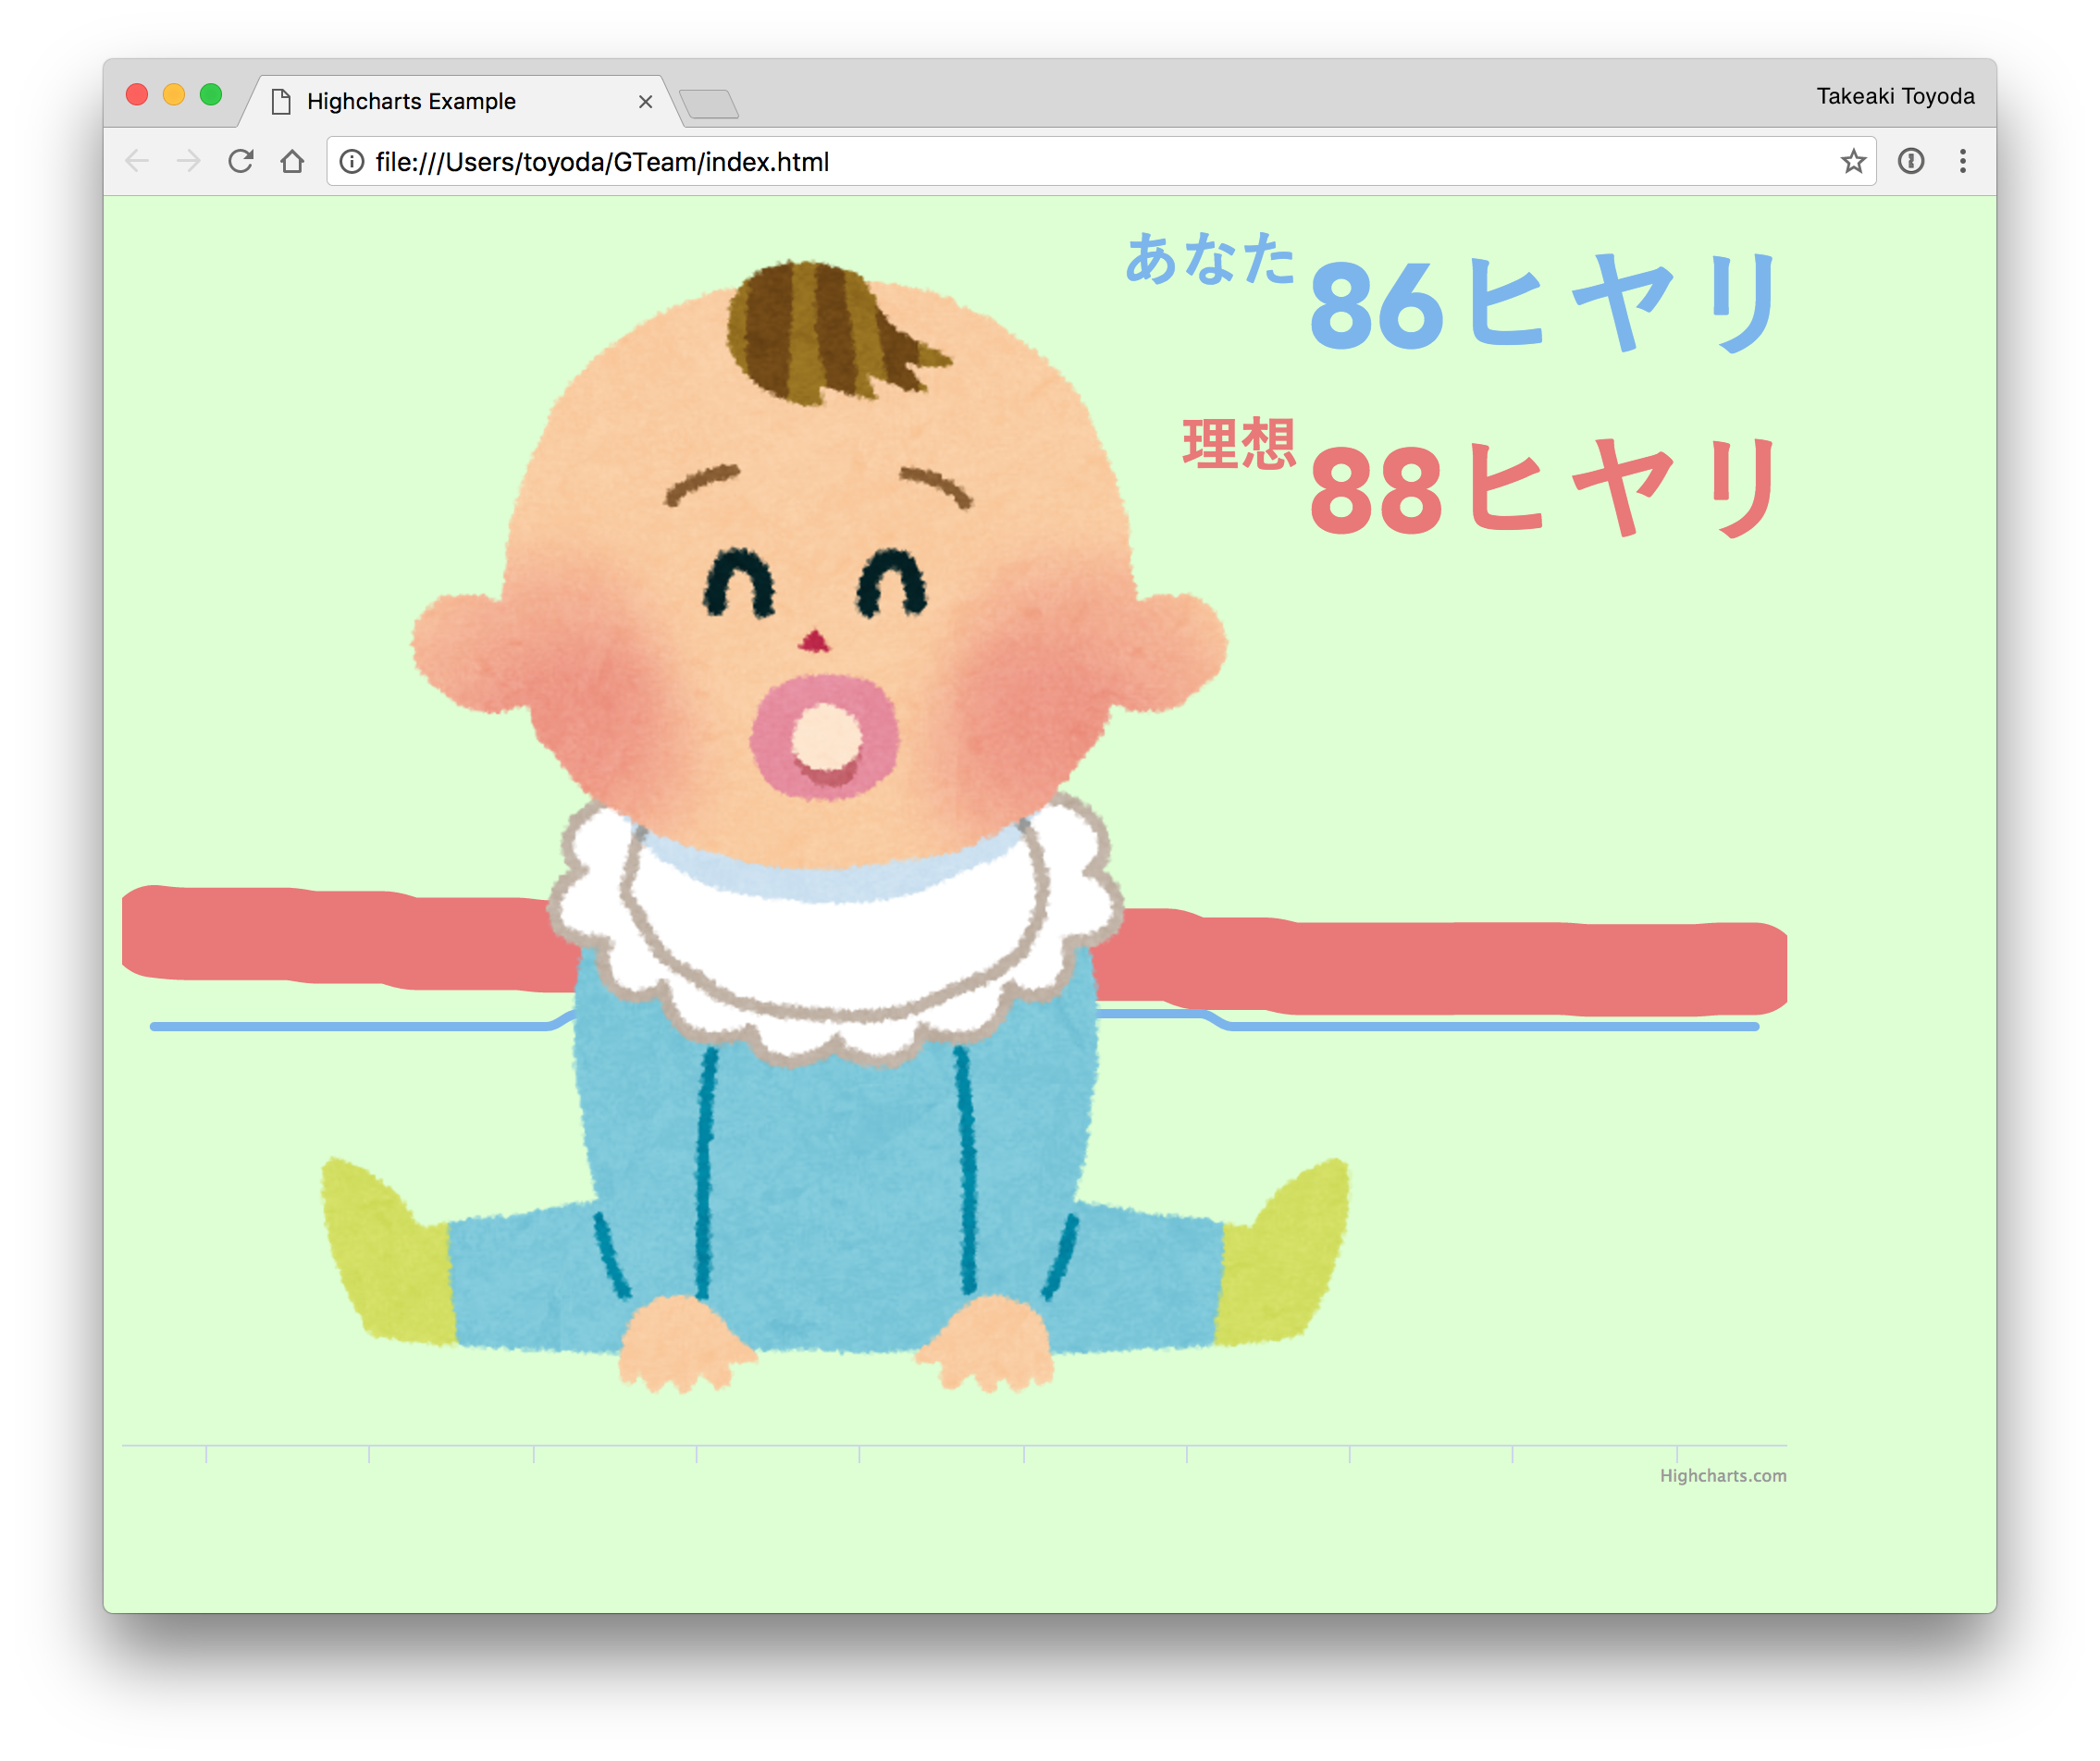 Highcharts Example
Takeaki Toyoda
file:///Users/toyoda/GTeam/index.html
あなた 86ヒヤリ
理想 88ヒヤリ
Highcharts.com